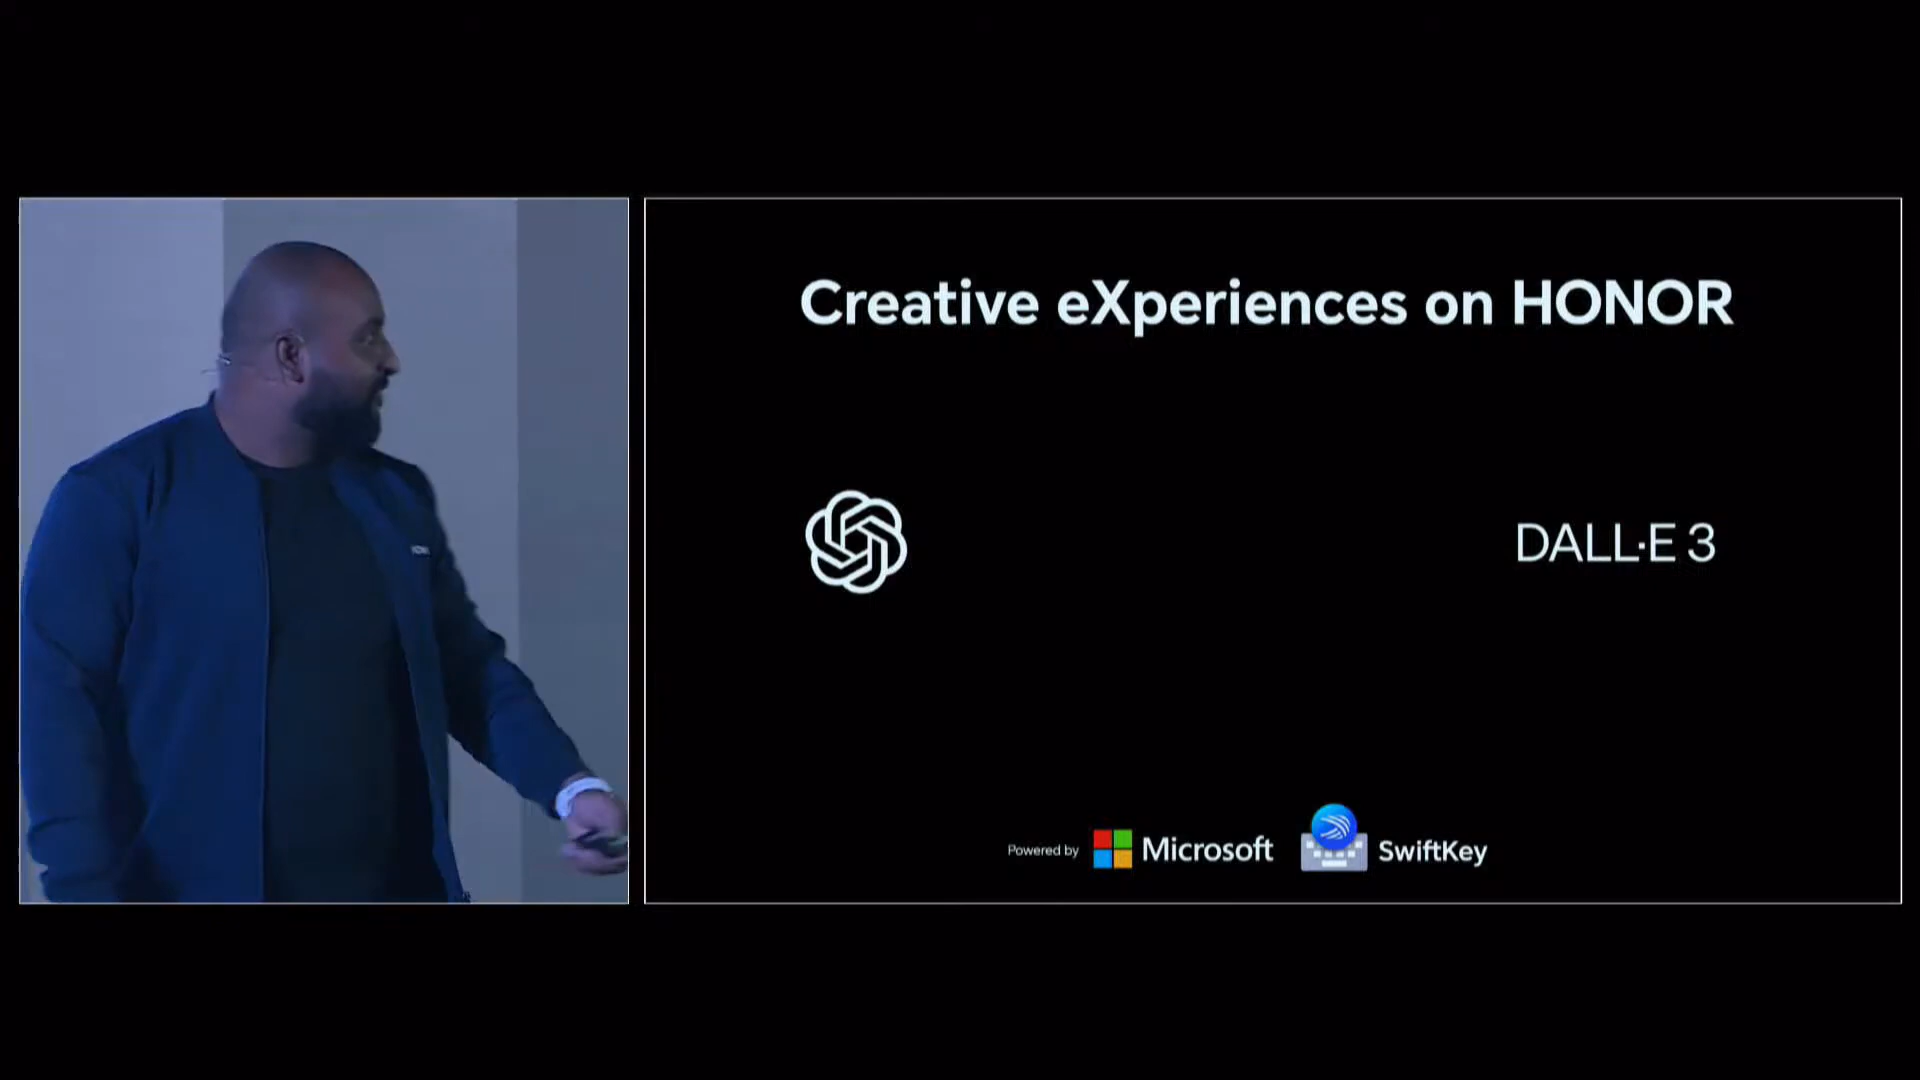 Creative eXperiences on HONOR
DALL·E 3
Powered by Microsoft SwiftKey